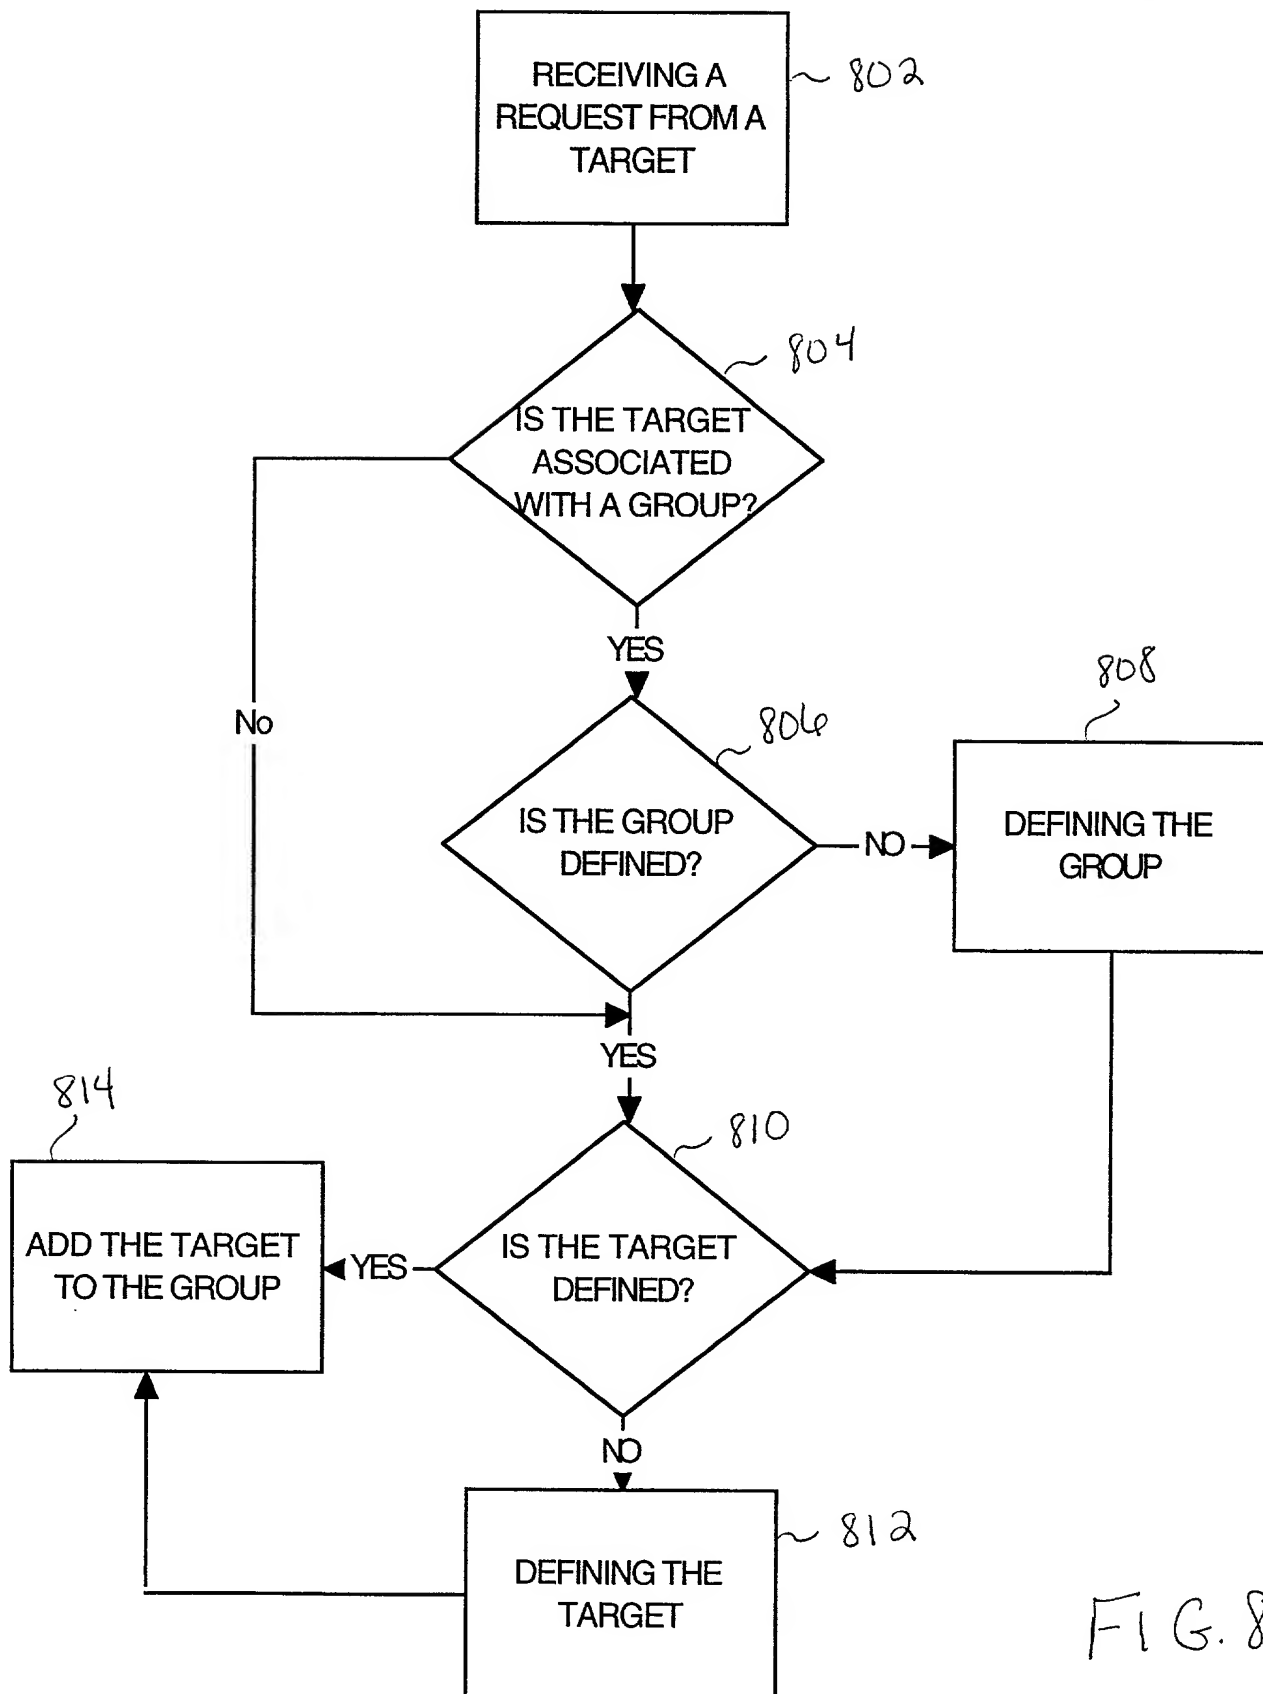 RECEIVING A
REQUEST FROM A
TARGET
802
804
IS THE TARGET
ASSOCIATED
WITH A GROUP?
YES
808
No
806
IS THE GROUP
DEFINED?
NO
DEFINING THE
GROUP
YES
814
810
ADD THE TARGET
TO THE GROUP
YES
IS THE TARGET
DEFINED?
NO
812
DEFINING THE
TARGET
FIG. 8